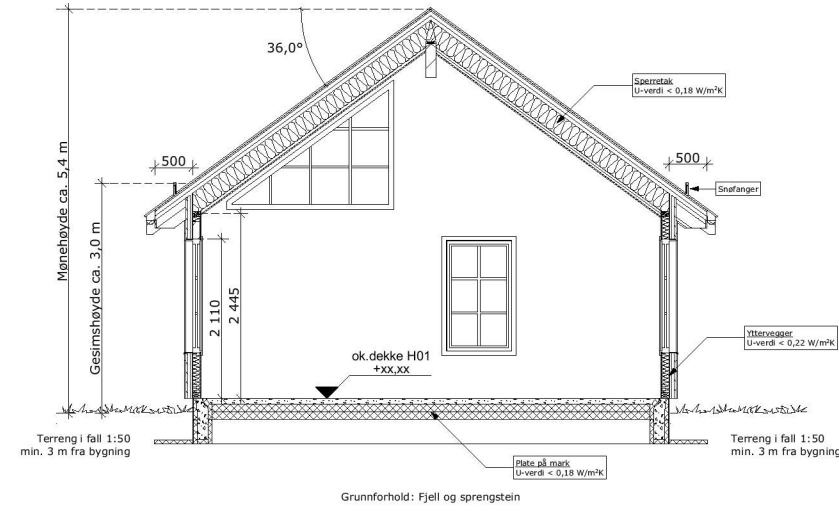 36,0°
Sperretak
U-verdi < 0,18 W/m²K
500
500
Snøfanger
Mønehøyde ca. 5,4 m
Gesimshøyde ca. 3,0 m
2 110
2 445
ok.dekke H01
+xx,xx
Yttervegger
U-verdi < 0,22 W/m²K
Terreng i fall 1:50
min. 3 m fra bygning
Terreng i fall 1:50
min. 3 m fra bygning
Plate på mark
U-verdi < 0,18 W/m²K
Grunnforhold: Fjell og sprengstein